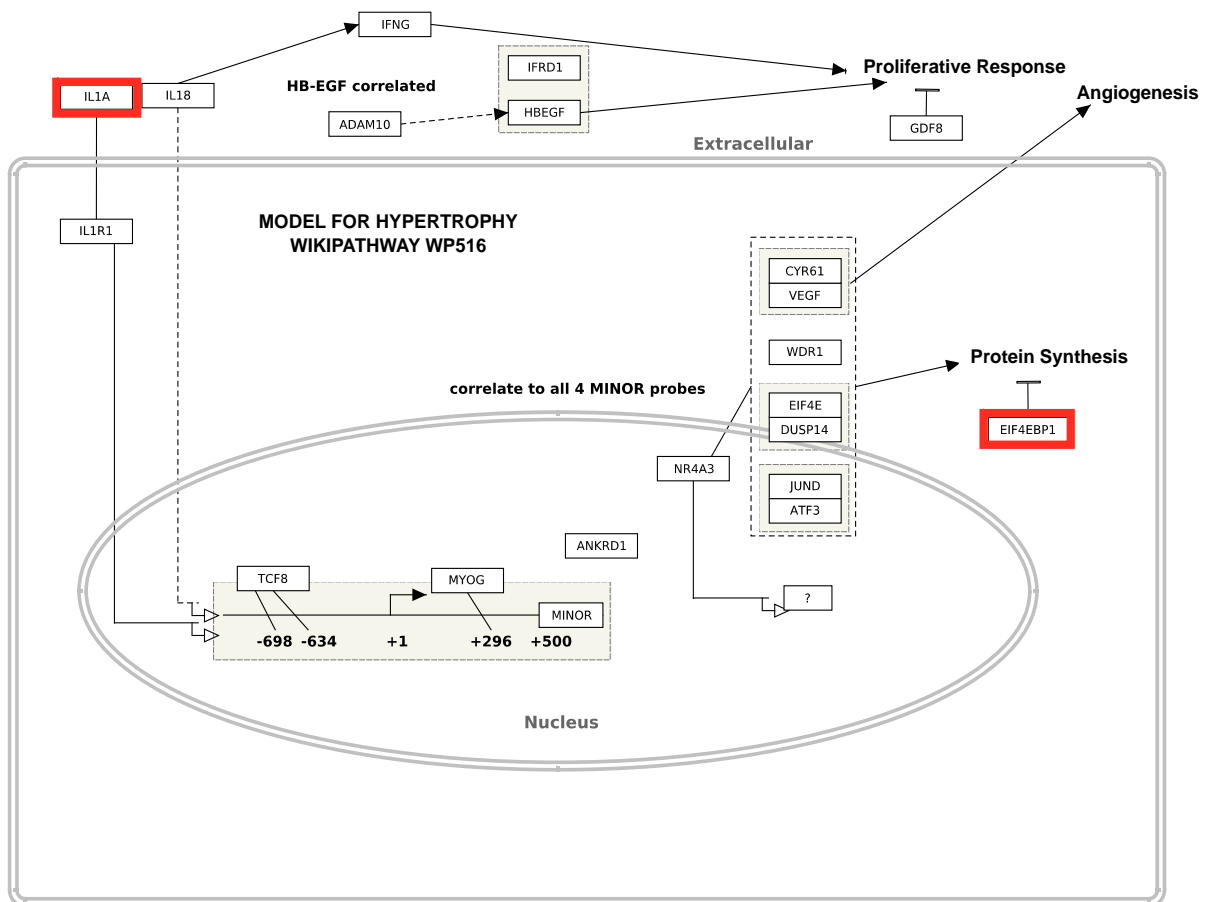 IFNG
IFRD1
Proliferative Response
HB-EGF correlated
IL1A
IL18
Angiogenesis
HBEGF
ADAM10
GDF8
Extracellular
IL1R1
MODEL FOR HYPERTROPHY
WIKIPATHWAY WP516
CYR61
VEGF
WDR1
Protein Synthesis
correlate to all 4 MINOR probes
EIF4E
DUSP14
EIF4EBP1
NR4A3
JUND
ATF3
ANKRD1
TCF8
MYOG
?
MINOR
-698 -634 +1 +296 +500
Nucleus